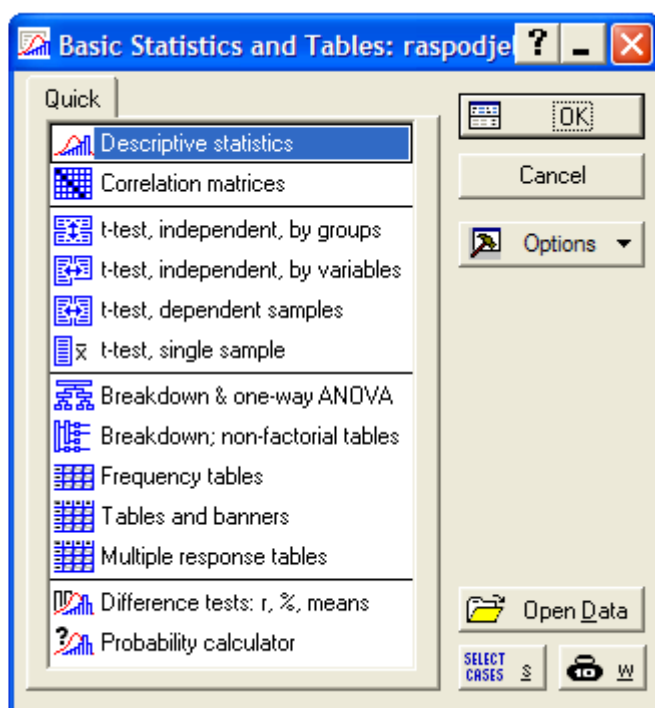 Basic Statistics and Tables: raspodjel
Quick
OK
Descriptive statistics
Cancel
Correlation matrices
t-test, independent, by groups
Options
t-test, independent, by variables
t-test, dependent samples
t-test, single sample
Breakdown & one-way ANOVA
Breakdown; non-factorial tables
Frequency tables
Tables and banners
Multiple response tables
Difference tests: r, %, means
Open Data
Probability calculator
SELECT CASES S
W